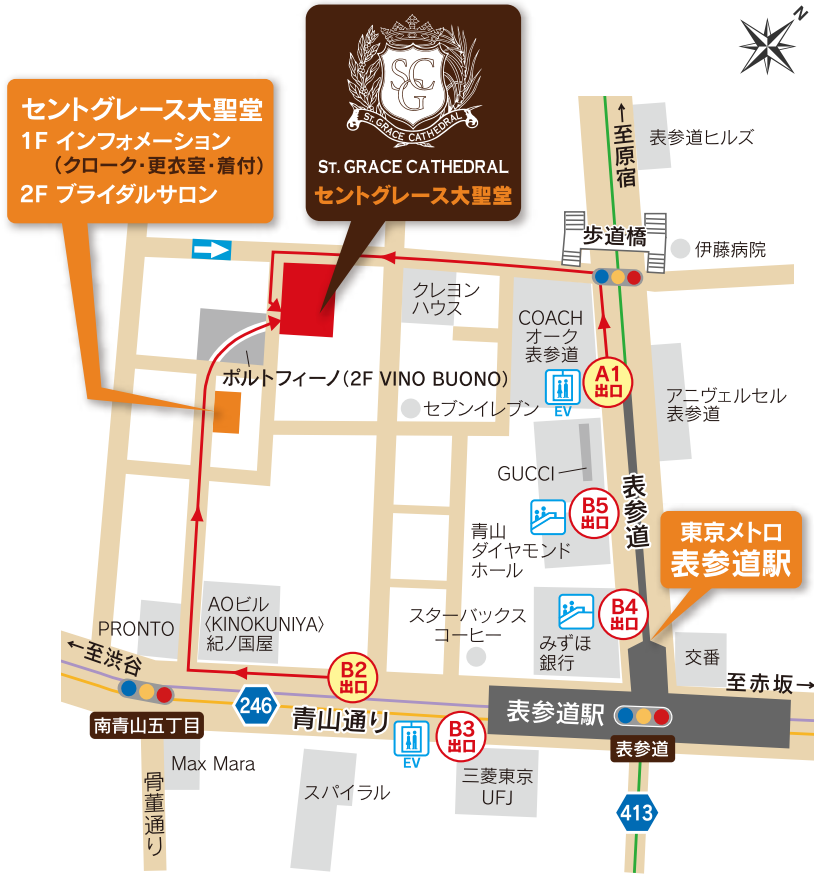 N
SCG
ST. GRACE CATHEDRAL
ST. GRACE CATHEDRAL
セントグレース大聖堂
セントグレース大聖堂
1F インフォメーション
（クローク・更衣室・着付）
2F ブライダルサロン
←至原宿
表参道ヒルズ
歩道橋
伊藤病院
クレヨン
ハウス
COACH
オーク
表参道
A1
出口
EV
ポルトフィーノ（2F VINO BUONO）
セブンイレブン
アニヴェルセル
表参道
GUCCI
B5
出口
表参道
青山
ダイヤモンド
ホール
東京メトロ
表参道駅
B4
出口
みずほ
銀行
スターバックス
コーヒー
交番
AOビル
〈KINOKUNIYA〉
紀ノ国屋
PRONTO
←至渋谷
B2
出口
至赤坂→
246
青山通り
表参道駅
南青山五丁目
B3
出口
EV
表参道
Max Mara
骨董通り
スパイラル
三菱東京
UFJ
413